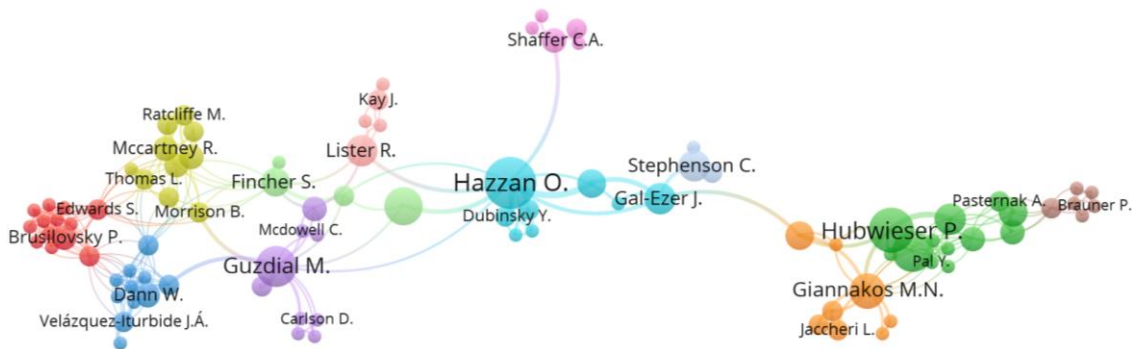 Shaffer C.A.
Kay J.
Ratcliffe M.
Mccartney R.
Lister R.
Thomas L.
Fincher S.
Hazzan O.
Stephenson C.
Gal-Ezer J.
Pasternak A.
Brauner P.
Edwards S.
Morrison B.
Dubinsky Y.
Mcdowell C.
Brusilovsky P.
Hubwieser P.
Pal Y.
Guzdial M.
Dann W.
Giannakos M.N.
Velázquez-Iturbide J.Á.
Carlson D.
Jaccheri L.